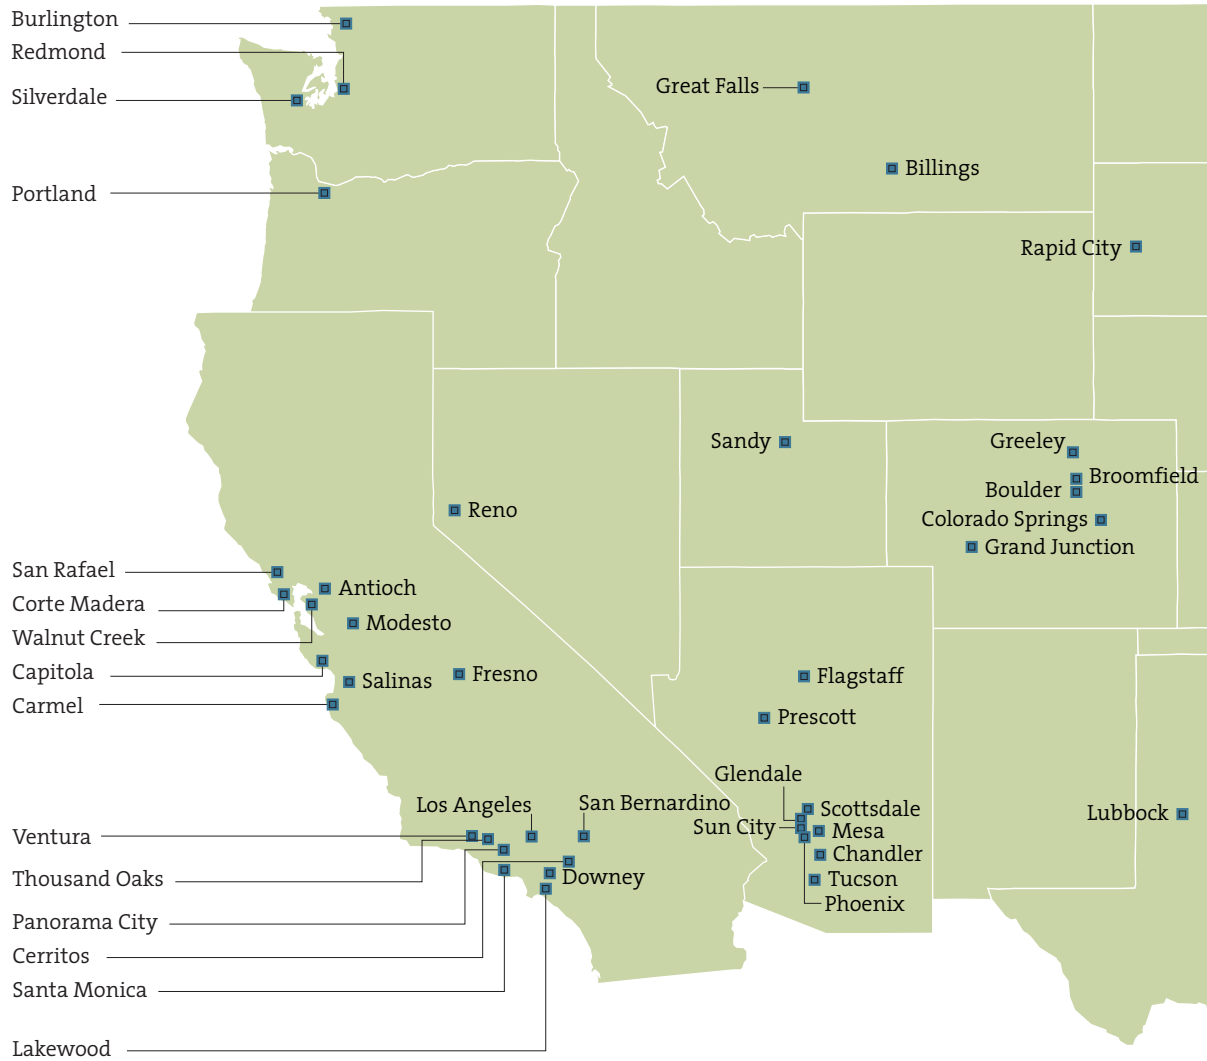 Burlington
Redmond
Silverdale
Portland
Great Falls
Billings
Rapid City
Sandy
Greeley
Broomfield
Boulder
Colorado Springs
Grand Junction
Reno
San Rafael
Corte Madera
Walnut Creek
Capitola
Carmel
Antioch
Modesto
Salinas
Fresno
Flagstaff
Prescott
Glendale
Scottsdale
Sun City
Mesa
Chandler
Tucson
Phoenix
Lubbock
Los Angeles
San Bernardino
Ventura
Thousand Oaks
Downey
Panorama City
Cerritos
Santa Monica
Lakewood